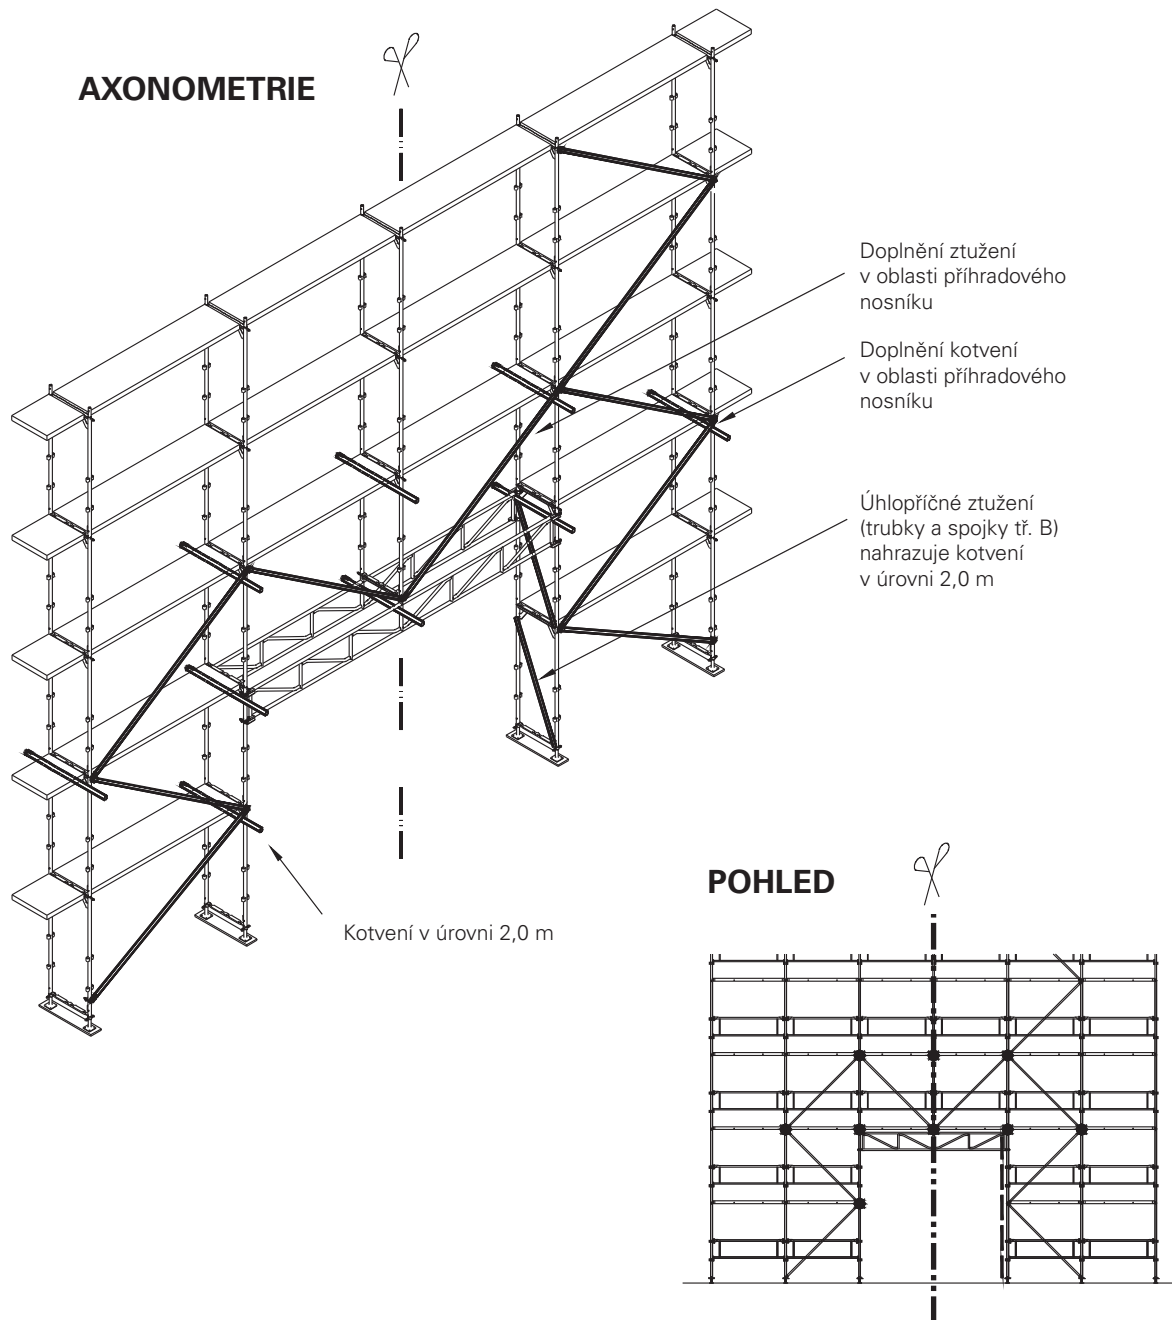 AXONOMETRIE
Doplnění ztužení
v oblasti příhradového
nosníku
Doplnění kotvení
v oblasti příhradového
nosníku
Úhlopříčné ztužení
(trubky a spojky tř. B)
nahrazuje kotvení
v úrovni 2,0 m
Kotvení v úrovni 2,0 m
POHLED